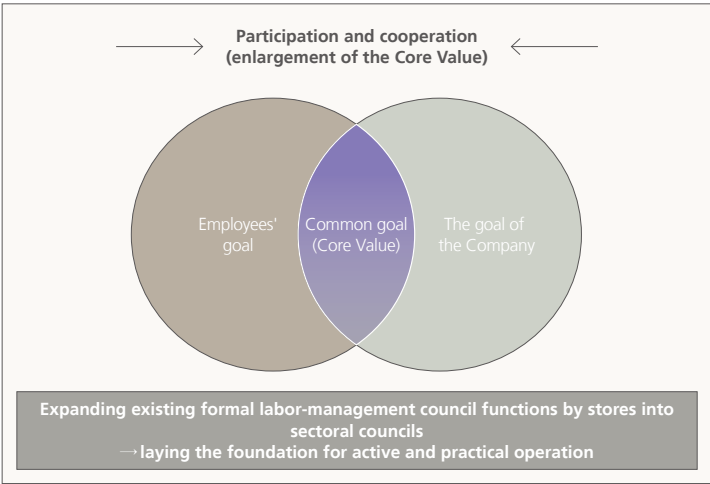 Participation and cooperation
(enlargement of the Core Value)
Employees'
goal
Common goal
(Core Value)
The goal of
the Company
Expanding existing formal labor-management council functions by stores into
sectoral councils
→laying the foundation for active and practical operation